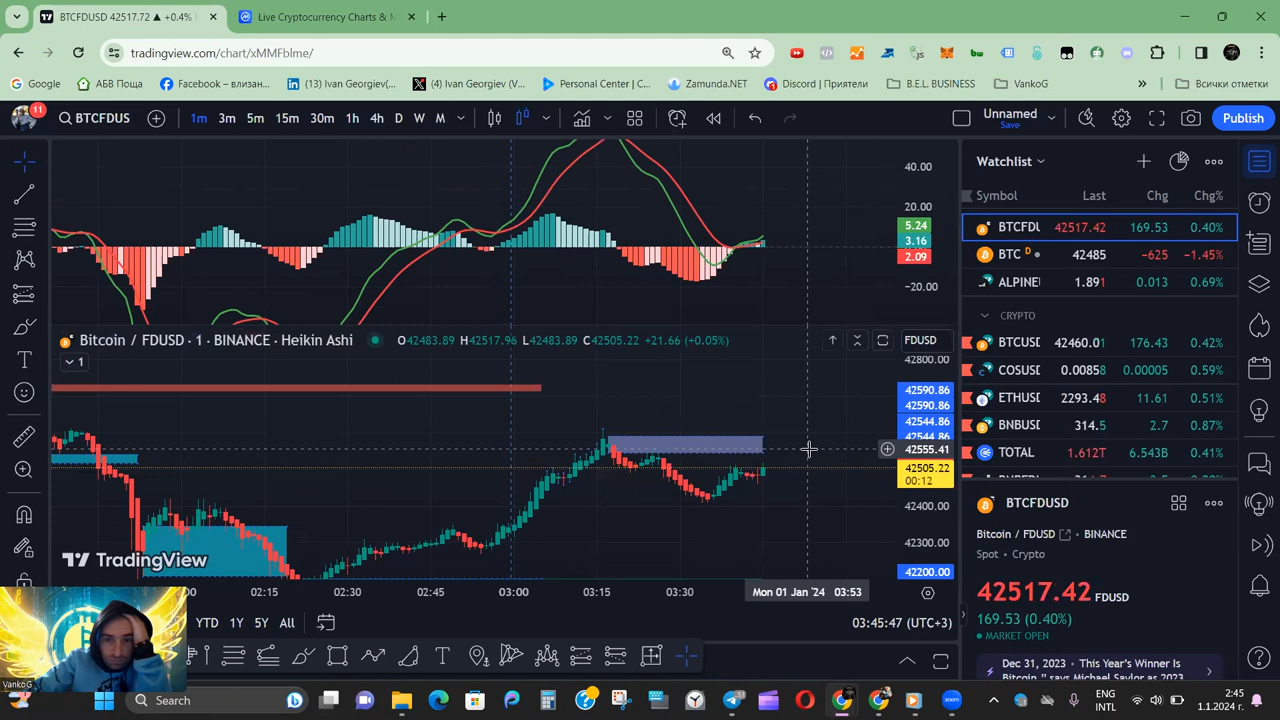 BTCFDUSD 42517.72 ▲ +0.4%
Live Cryptocurrency Charts & M
tradingview.com/chart/xMMFblme/
Google АБВ Поща Facebook – влизан... (13) Ivan Georgiev(... (4) Ivan Georgiev (V... Personal Center | C... Zamunda.NET Discord | Приятели B.E.L. BUSINESS VankoG » Всички отметки
11 BTCFDUS 1m 3m 5m 15m 30m 1h 4h D W M Unnamed Save Publish
Watchlist
Symbol Last Chg Chg%
BTCFDU 42517.42 169.53 0.40%
BTC D 42485 −625 −1.45%
ALPINE 1.891 0.013 0.69%
CRYPTO
BTCUSD 42460.01 176.43 0.42%
COSUSD 0.00858 0.00005 0.59%
ETHUSD 2293.48 11.61 0.51%
BNBUSD 314.5 2.7 0.87%
TOTAL 1.612T 6.543B 0.41%
40.00
20.00
5.24
3.16
2.09
−20.00
Bitcoin / FDUSD · 1 · BINANCE · Heikin Ashi O42483.89 H42517.96 L42483.89 C42505.22 +21.66 (+0.05%) FDUSD
1
42800.00
42590.86
42590.86
42544.86
42544.86
42555.41
42505.22
00:12
42400.00
42300.00
42200.00
TradingView
02:15 02:30 02:45 03:00 03:15 03:30 Mon 01 Jan '24 03:53
YTD 1Y 5Y All 03:45:47 (UTC+3)
BTCFDUSD
Bitcoin / FDUSD BINANCE
Spot · Crypto
42517.42 FDUSD
169.53 (0.40%)
MARKET OPEN
Dec 31, 2023 · This Year's Winner Is
Bitcoin," says Michael Saylor as 2023
VankoG
Search
ENG
INTL
2:45
1.1.2024 г.